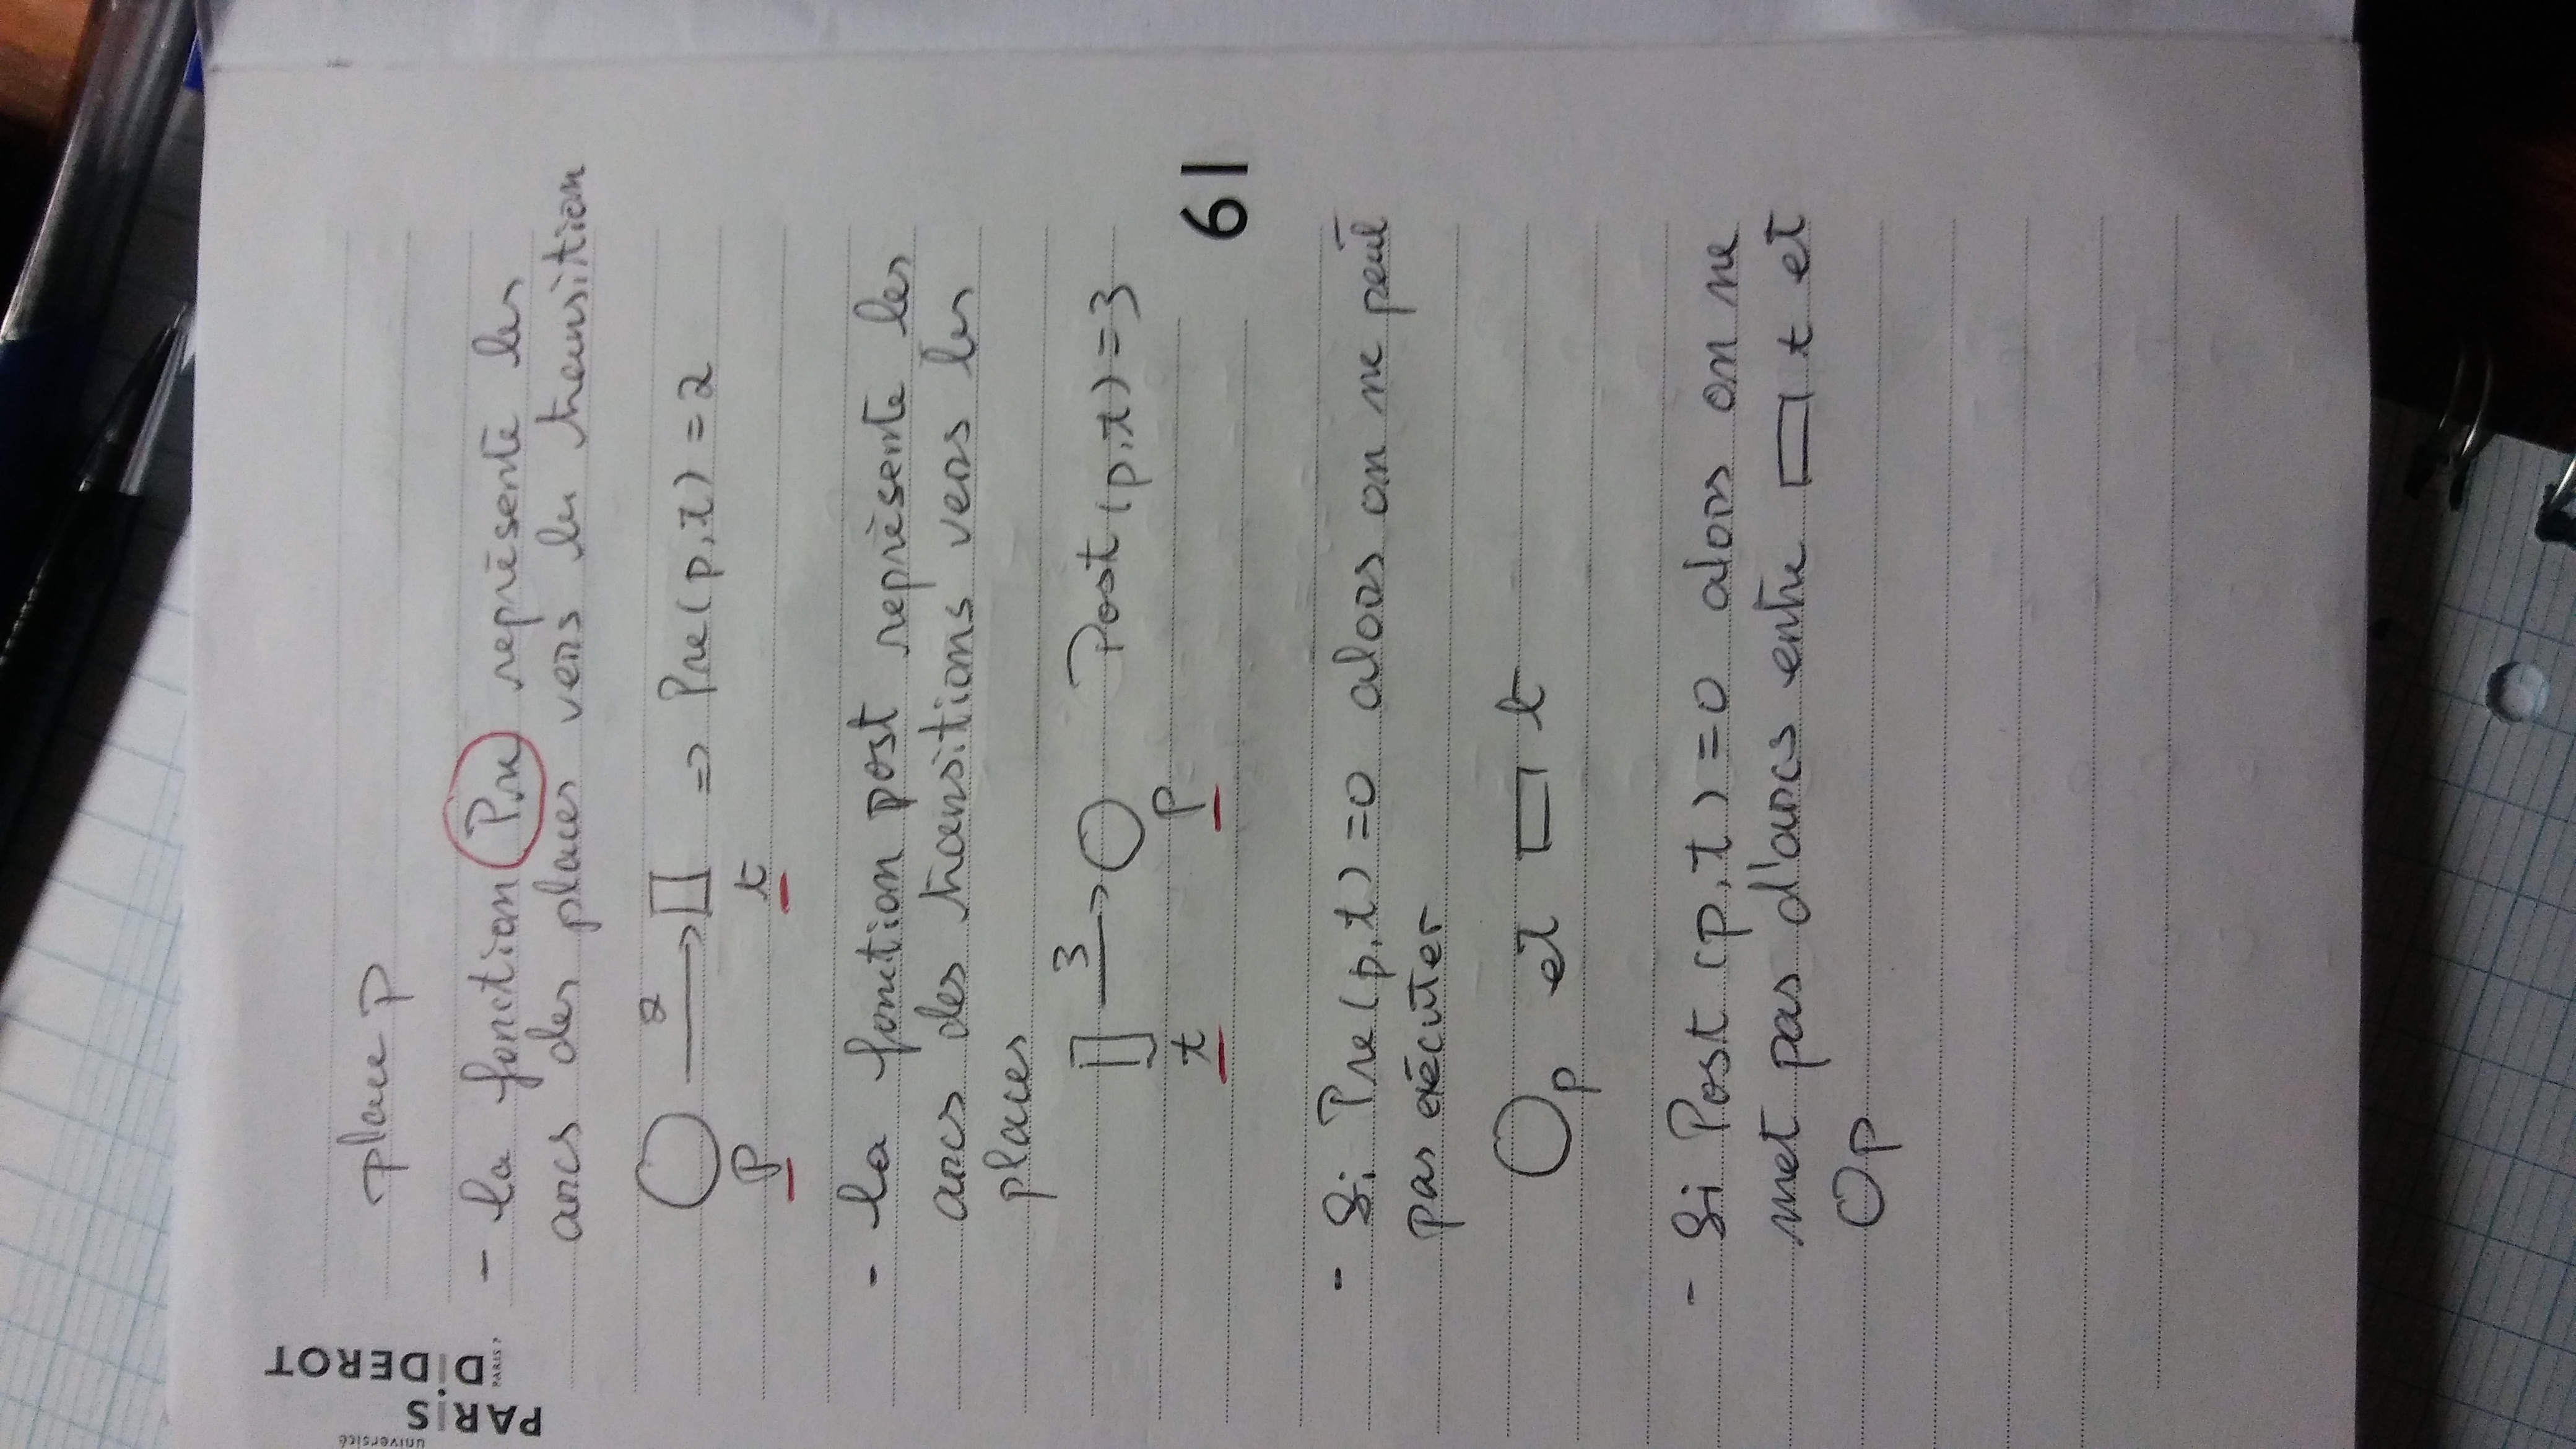 université
PARIS
DIDEROT
PARIS 7
place p
- la fonction Pre représente les
arcs des places vers les transition
2
=> Pre(p,t) = 2
p t
- la fonction post représente les
arcs des transitions vers les
places
3
Post(p,t) = 3
t p
61
- Si Pre(p,t) = 0 alors on ne peut
pas exécuter
p et t
- Si Post (p,t) = 0 alors on ne
met pas d'arcs entre t et
p